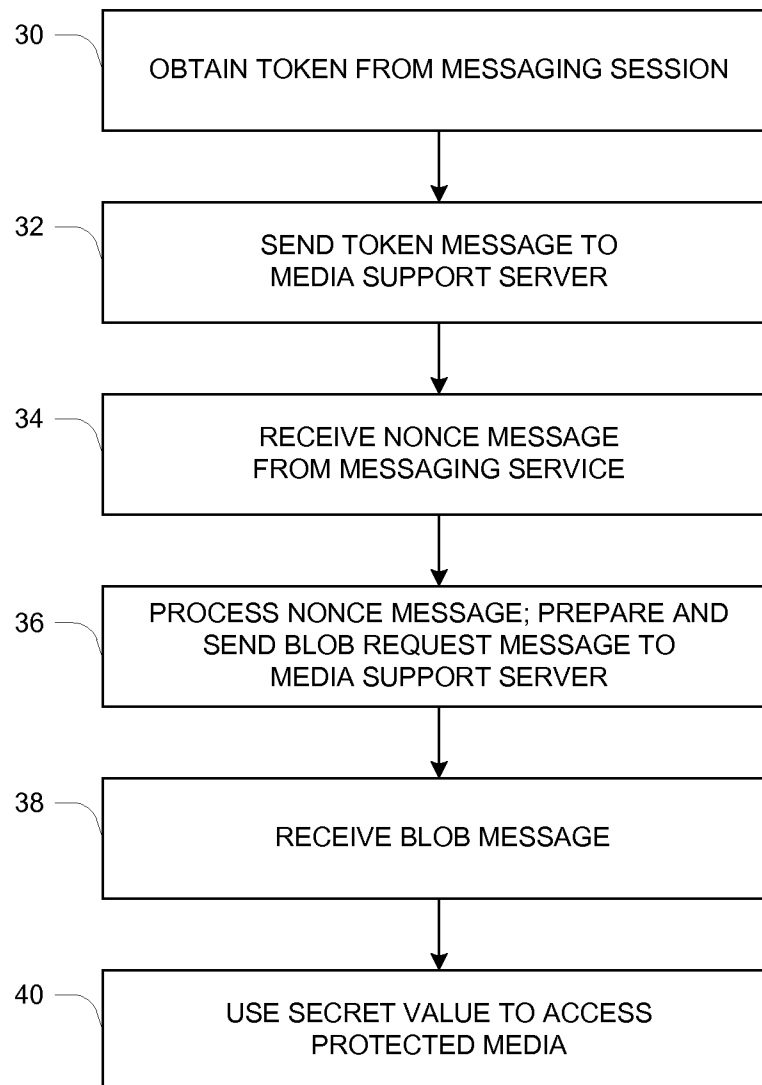 30
OBTAIN TOKEN FROM MESSAGING SESSION
32
SEND TOKEN MESSAGE TO
MEDIA SUPPORT SERVER
34
RECEIVE NONCE MESSAGE
FROM MESSAGING SERVICE
36
PROCESS NONCE MESSAGE; PREPARE AND
SEND BLOB REQUEST MESSAGE TO
MEDIA SUPPORT SERVER
38
RECEIVE BLOB MESSAGE
40
USE SECRET VALUE TO ACCESS
PROTECTED MEDIA